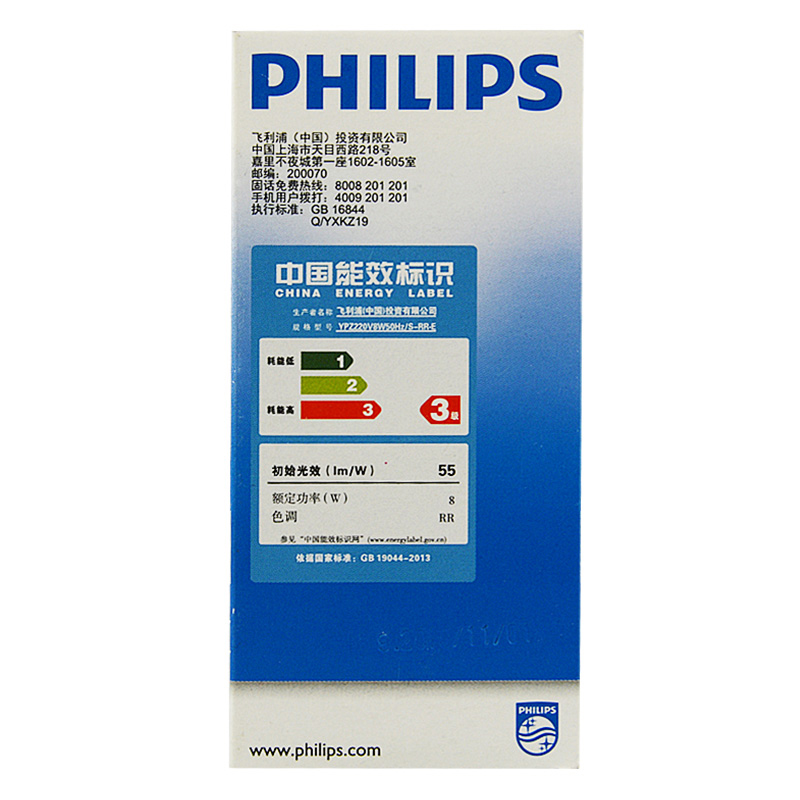 PHILIPS
飞利浦（中国）投资有限公司
中国上海市天目西路218号
嘉里不夜城第一座1602-1605室
邮编：200070
固话免费热线：8008 201 201
手机用户拨打：4009 201 201
执行标准：GB 16844
Q/YXKZ19
中国能效标识
CHINA ENERGY LABEL
生产者名称 飞利浦(中国)投资有限公司
规格型号 YPZ220V8W50Hz/S-RR-E
耗能低 1
2
耗能高 3 3级
初始光效（lm/W） 55
额定功率（W） 8
色调 RR
参见“中国能效标识网”(www.energylabel.gov.cn)
依据国家标准：GB 19044-2013
PHILIPS
www.philips.com